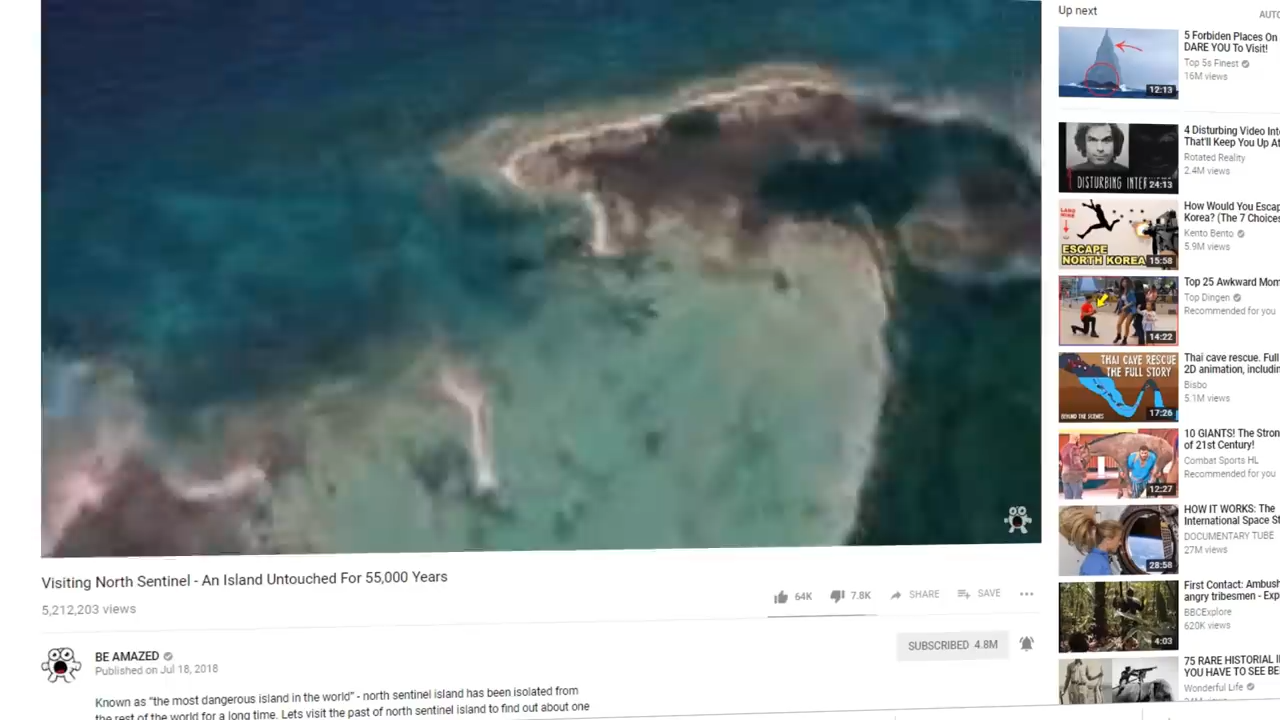 Up next
AUTO
5 Forbiden Places On
DARE YOU To Visit!
Top 5s Finest
16M views
12:13
4 Disturbing Video Int
That'll Keep You Up At
Rotated Reality
2.4M views
DISTURBING INTER
24:13
How Would You Escap
Korea? (The 7 Choices
Kento Bento
5.9M views
LAND
MINE
ESCAPE
NORTH KOREA
15:58
Top 25 Awkward Mom
Top Dingen
Recommended for you
14:22
Thai cave rescue. Full
2D animation, includin
Bisbo
5.1M views
THAI CAVE RESCUE
THE FULL STORY
BEHIND THE SCENES
17:26
10 GIANTS! The Stron
of 21st Century!
Combat Sports HL
Recommended for you
12:27
HOW IT WORKS: The
International Space St
DOCUMENTARY TUBE
27M views
28:58
First Contact: Ambush
angry tribesmen - Exp
BBCExplore
620K views
4:03
75 RARE HISTORIAL I
YOU HAVE TO SEE BE
Wonderful Life
Visiting North Sentinel - An Island Untouched For 55,000 Years
5,212,203 views
64K
7.8K
SHARE
SAVE
BE AMAZED
Published on Jul 18, 2018
SUBSCRIBED 4.8M
Known as "the most dangerous island in the world" - north sentinel island has been isolated from
the rest of the world for a long time. Lets visit the past of north sentinel island to find out about one